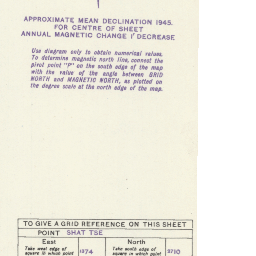 APPROXIMATE MEAN DECLINATION 1945.
FOR CENTRE OF SHEET
ANNUAL MAGNETIC CHANGE 1' DECREASE
Use diagram only to obtain numerical values.
To determine magnetic north line, connect the
pivot point "P" on the south edge of the map
with the value of the angle between GRID
NORTH and MAGNETIC NORTH, as plotted on
the degree scale at the north edge of the map.
TO GIVE A GRID REFERENCE ON THIS SHEET
POINT SHAT TSE
East North
Take west edge of square in which point 1874
Take south edge of square in which point 2710